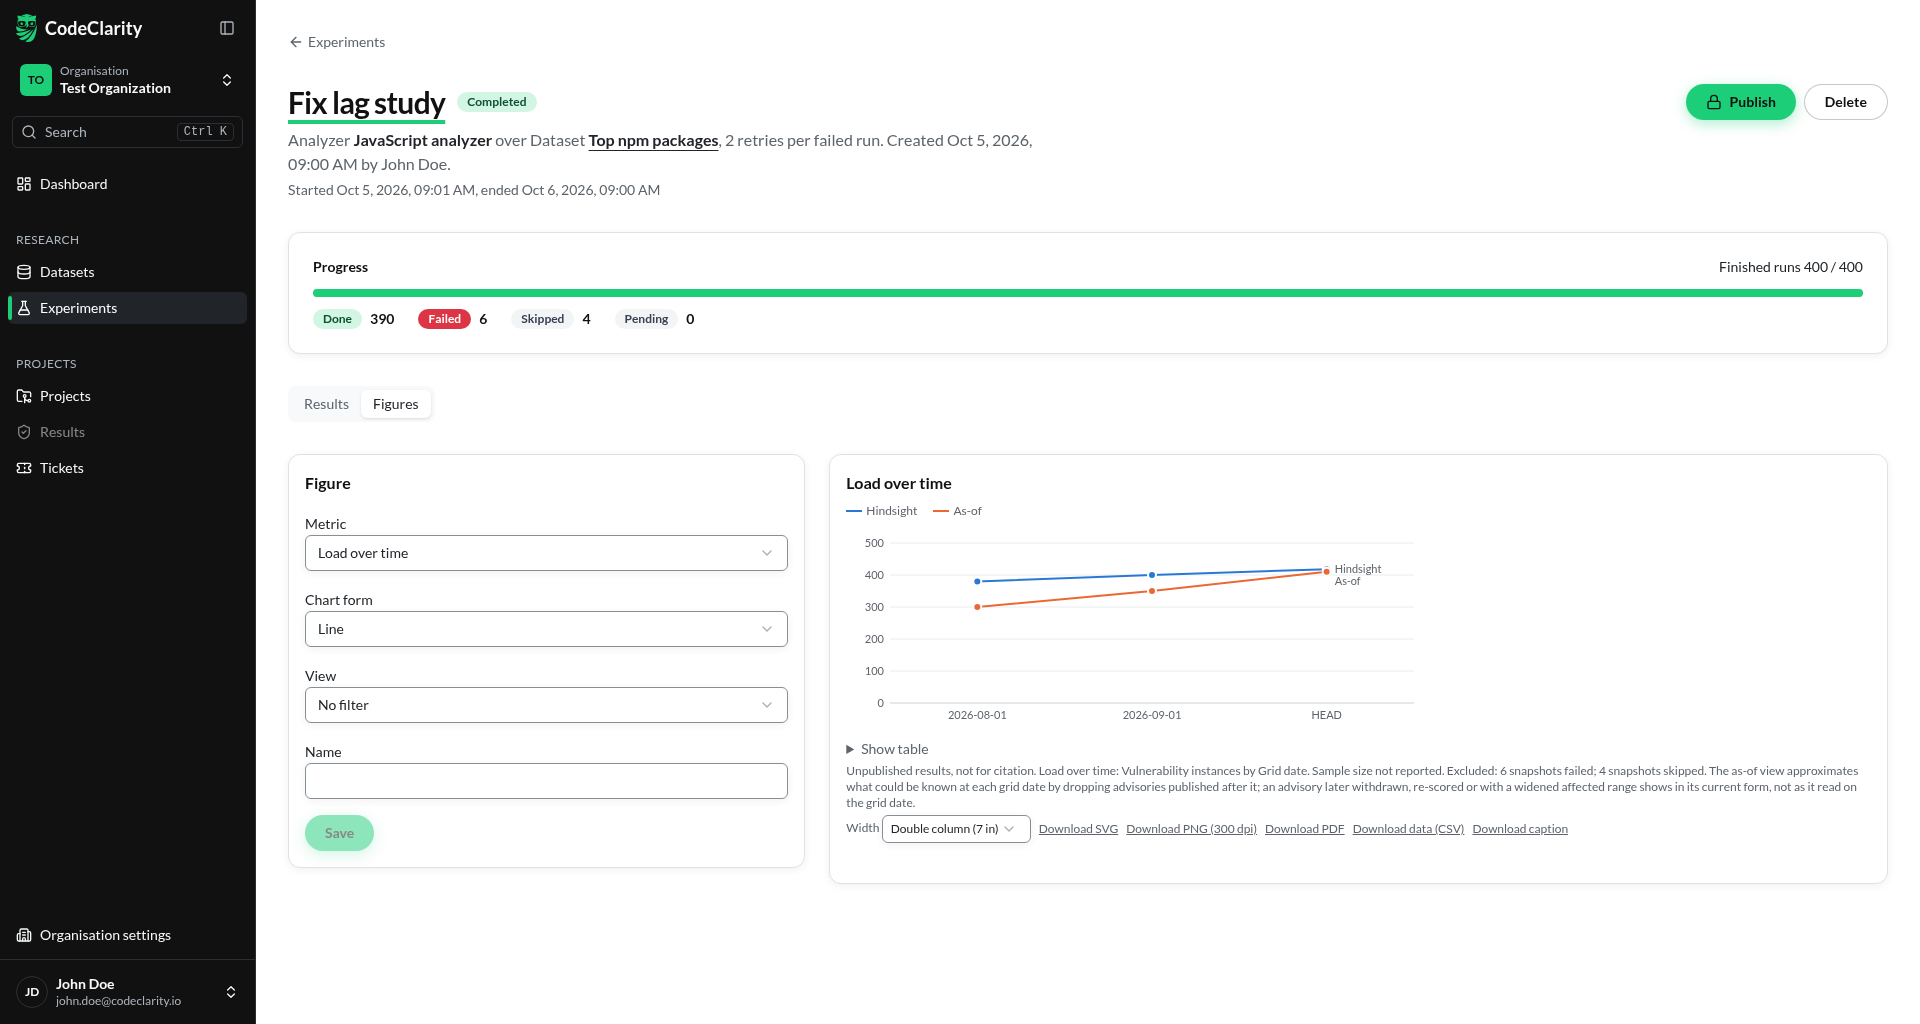 CodeClarity
TO
Organisation
Test Organization
Search
Ctrl K
Dashboard
RESEARCH
Datasets
Experiments
PROJECTS
Projects
Results
Tickets
Organisation settings
JD
John Doe
john.doe@codeclarity.io
Experiments
Fix lag study
Completed
Publish
Delete
Analyzer JavaScript analyzer over Dataset Top npm packages, 2 retries per failed run. Created Oct 5, 2026,
09:00 AM by John Doe.
Started Oct 5, 2026, 09:01 AM, ended Oct 6, 2026, 09:00 AM
Progress
Finished runs 400 / 400
Done 390 Failed 6 Skipped 4 Pending 0
Results Figures
Figure
Metric
Load over time
Chart form
Line
View
No filter
Name
Save
Load over time
Hindsight As-of
500
400
300
200
100
0
Hindsight
As-of
2026-08-01 2026-09-01 HEAD
Show table
Unpublished results, not for citation. Load over time: Vulnerability instances by Grid date. Sample size not reported. Excluded: 6 snapshots failed; 4 snapshots skipped. The as-of view approximates
what could be known at each grid date by dropping advisories published after it; an advisory later withdrawn, re-scored or with a widened affected range shows in its current form, not as it read on
the grid date.
Width Double column (7 in) Download SVG Download PNG (300 dpi) Download PDF Download data (CSV) Download caption